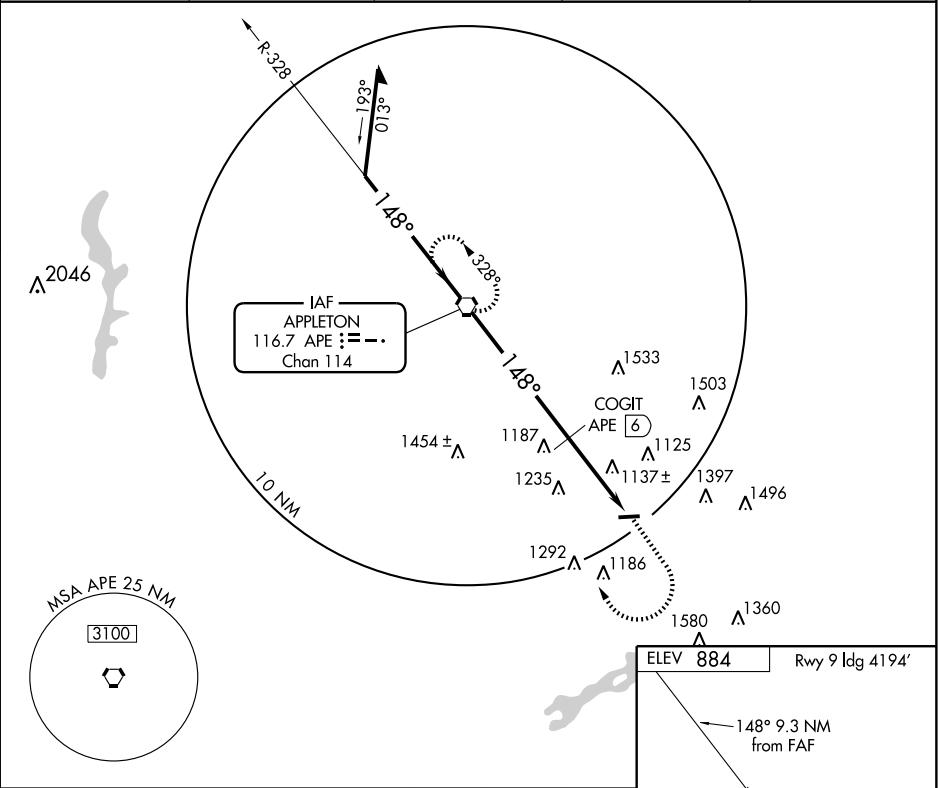 R-328
193°
013°
148°
2046
328°
IAF
APPLETON
116.7 APE
Chan 114
148°
1533
1503
COGIT
APE 6
1454 ±
1187
1125
1137 ±
1235
1397
1496
10 NM
1292
1186
1360
1580
MSA APE 25 NM
3100
ELEV 884 Rwy 9 ldg 4194'
148° 9.3 NM
from FAF